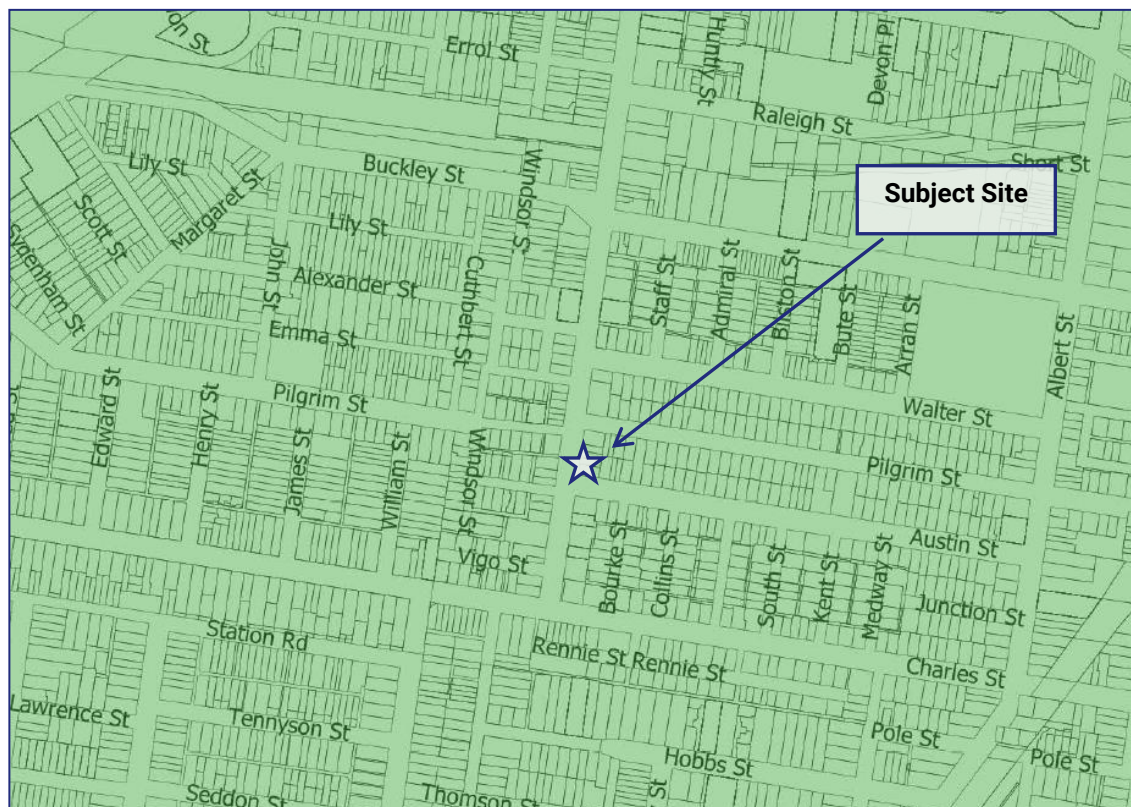 Errol St
Huntly St
Devon Pl
Raleigh St
Short St
Lily St
Buckley St
Windsor St
Subject Site
Margaret St
Scott St
Lily St
Sydenham St
John St
Alexander St
Cuthbert St
Staff St
Admiral St
Bute St
Arran St
Albert St
Emma St
Pilgrim St
Walter St
Edward St
Henry St
James St
William St
Windsor St
Pilgrim St
Austin St
Vigo St
Bourke St
Collins St
South St
Kent St
Medway St
Junction St
Station Rd
Rennie St
Rennie St
Charles St
Lawrence St
Tennyson St
Pole St
Hobbs St
Pole St
Seddon St
Thomson St